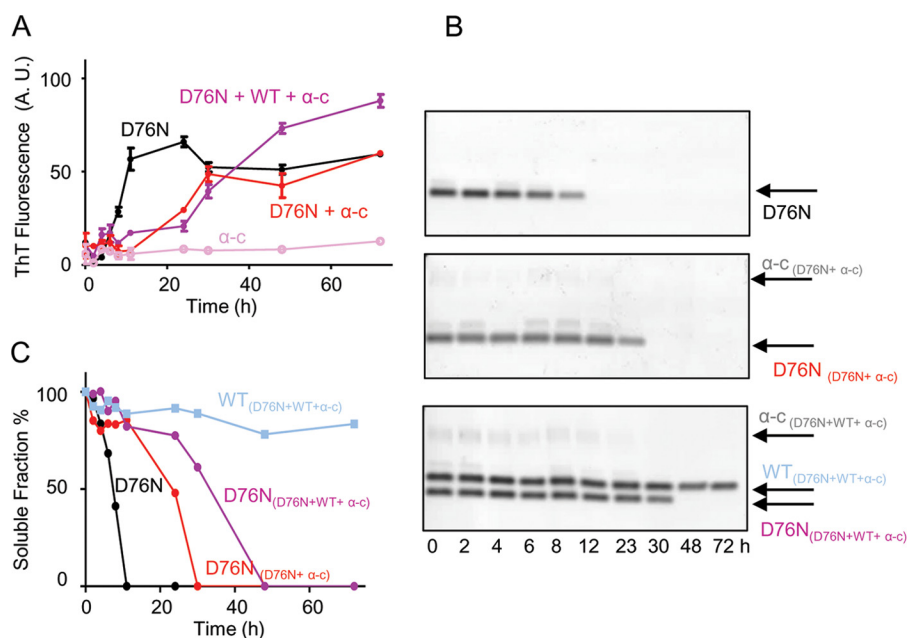 A
ThT Fluorescence (A. U.)
100
50
0
D76N + WT + α-c
D76N
D76N + α-c
α-c
0 20 40 60
Time (h)
B
D76N
α-c (D76N+ α-c)
D76N (D76N+ α-c)
α-c (D76N+WT+ α-c)
WT (D76N+WT+α-c)
D76N (D76N+WT+ α-c)
0 2 4 6 8 12 23 30 48 72 h
C
Soluble Fraction %
100
50
0
WT (D76N+WT+α-c)
D76N
D76N (D76N+WT+ α-c)
D76N (D76N+ α-c)
0 20 40 60
Time (h)